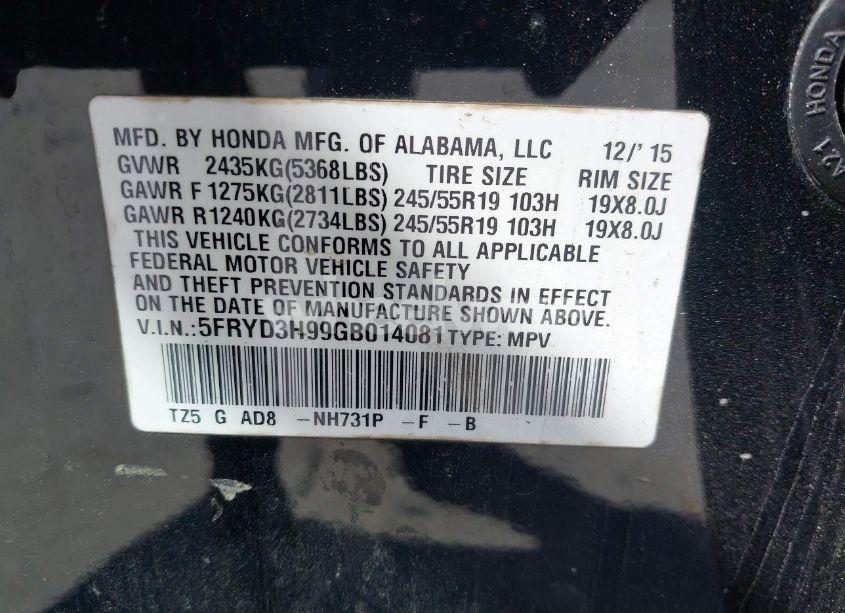 MFD. BY HONDA MFG. OF ALABAMA, LLC 12/' 15
GVWR 2435KG(5368LBS) TIRE SIZE RIM SIZE
GAWR F 1275KG(2811LBS) 245/55R19 103H 19X8.0J
GAWR R1240KG(2734LBS) 245/55R19 103H 19X8.0J
THIS VEHICLE CONFORMS TO ALL APPLICABLE
FEDERAL MOTOR VEHICLE SAFETY
AND THEFT PREVENTION STANDARDS IN EFFECT
ON THE DATE OF MANUFACTURE SHOWN ABOVE.
V.I.N.:5FRYD3H99GB014081 TYPE: MPV
TZ5 G AD8 -NH731P -F -B
A21 HONDA